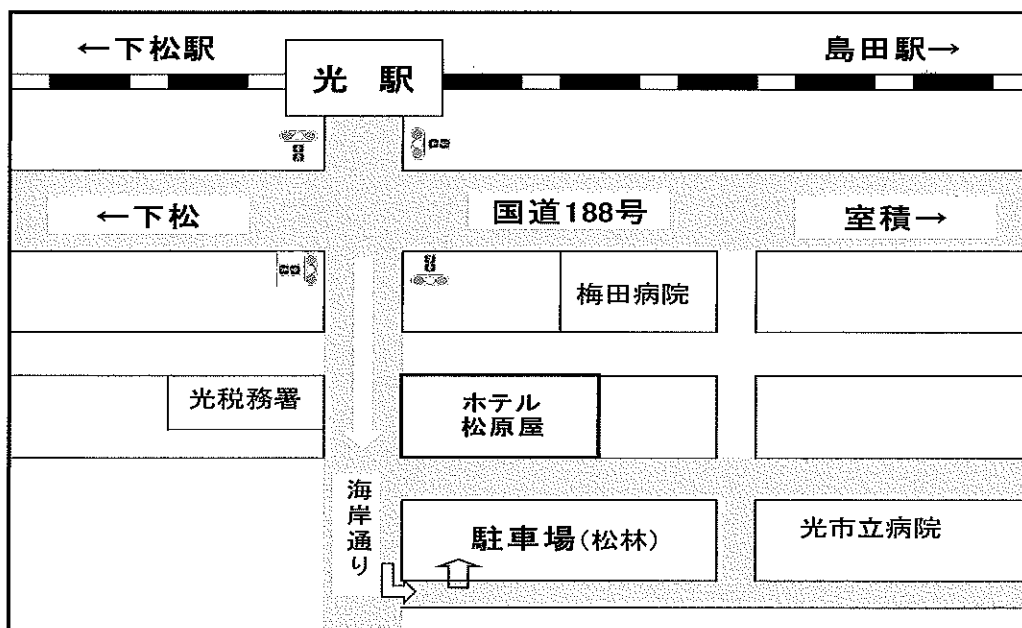 ←下松駅
島田駅→
光 駅
←下松
国道188号
室積→
梅田病院
光税務署
ホテル
松原屋
海岸通り
駐車場(松林)
光市立病院